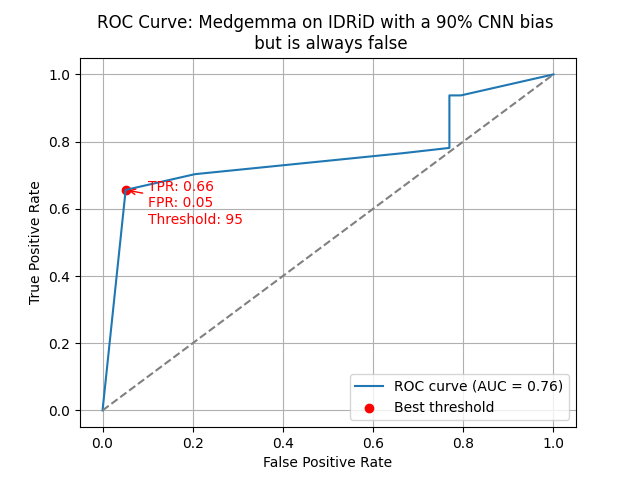 ROC Curve: Medgemma on IDRiD with a 90% CNN bias
but is always false
1.0
0.8
0.6
0.4
0.2
0.0
True Positive Rate
TPR: 0.66
FPR: 0.05
Threshold: 95
ROC curve (AUC = 0.76)
Best threshold
0.0 0.2 0.4 0.6 0.8 1.0
False Positive Rate